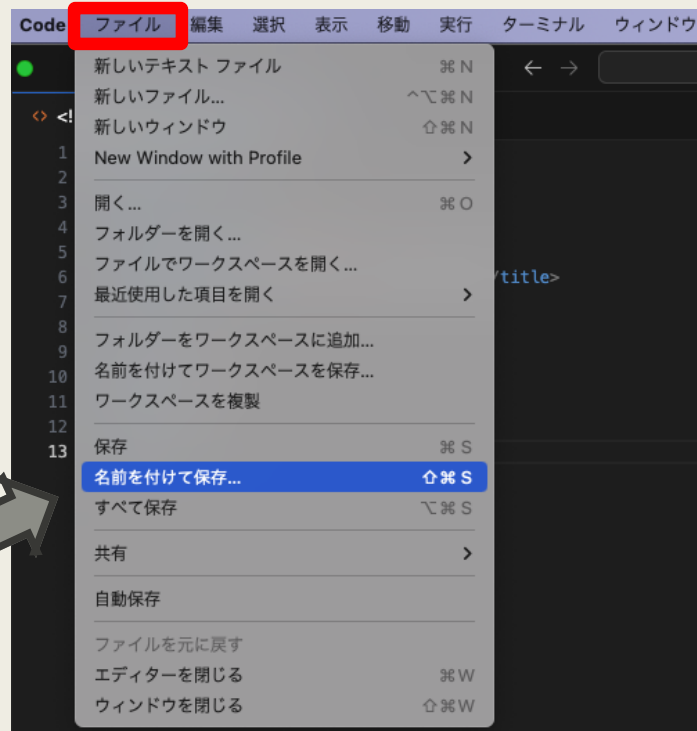 Code ファイル 編集 選択 表示 移動 実行 ターミナル ウィンドウ
新しいテキスト ファイル ⌘ N
新しいファイル... ^⌥⌘ N
新しいウィンドウ ⇧⌘ N
New Window with Profile >
開く... ⌘ O
フォルダーを開く...
ファイルでワークスペースを開く...
最近使用した項目を開く >
フォルダーをワークスペースに追加...
名前を付けてワークスペースを保存...
ワークスペースを複製
保存 ⌘ S
名前を付けて保存... ⇧⌘ S
すべて保存 ⌥⌘ S
共有 >
自動保存
ファイルを元に戻す
エディターを閉じる ⌘W
ウィンドウを閉じる ⇧⌘W
← →
<> <!
1
2
3
4
5
6 /title>
7
8
9
10
11
12
13